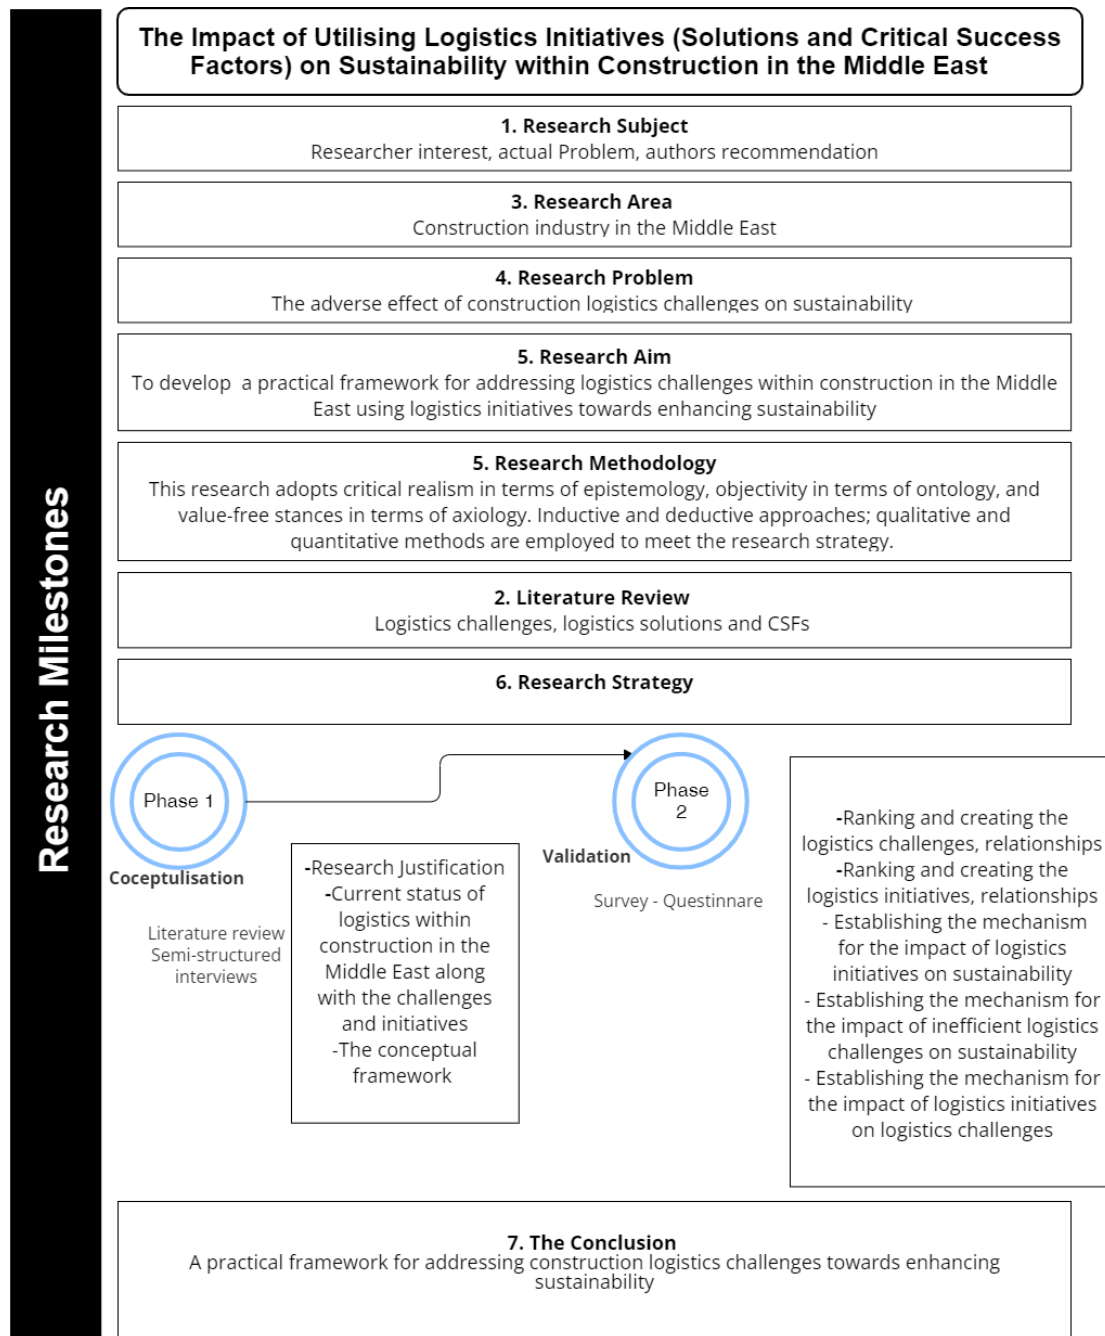 Research Milestones
The Impact of Utilising Logistics Initiatives (Solutions and Critical Success
Factors) on Sustainability within Construction in the Middle East
1. Research Subject
Researcher interest, actual Problem, authors recommendation
3. Research Area
Construction industry in the Middle East
4. Research Problem
The adverse effect of construction logistics challenges on sustainability
5. Research Aim
To develop a practical framework for addressing logistics challenges within construction in the Middle
East using logistics initiatives towards enhancing sustainability
5. Research Methodology
This research adopts critical realism in terms of epistemology, objectivity in terms of ontology, and
value-free stances in terms of axiology. Inductive and deductive approaches; qualitative and
quantitative methods are employed to meet the research strategy.
2. Literature Review
Logistics challenges, logistics solutions and CSFs
6. Research Strategy
Phase 1
Coceptulisation
Literature review
Semi-structured
interviews
-Research Justification
-Current status of
logistics within
construction in the
Middle East along
with the challenges
and initiatives
-The conceptual
framework
Phase
2
Validation
Survey - Questinnare
-Ranking and creating the
logistics challenges, relationships
-Ranking and creating the
logistics initiatives, relationships
- Establishing the mechanism
for the impact of logistics
initiatives on sustainability
- Establishing the mechanism for
the impact of inefficient logistics
challenges on sustainability
- Establishing the mechanism for
the impact of logistics initiatives
on logistics challenges
7. The Conclusion
A practical framework for addressing construction logistics challenges towards enhancing
sustainability